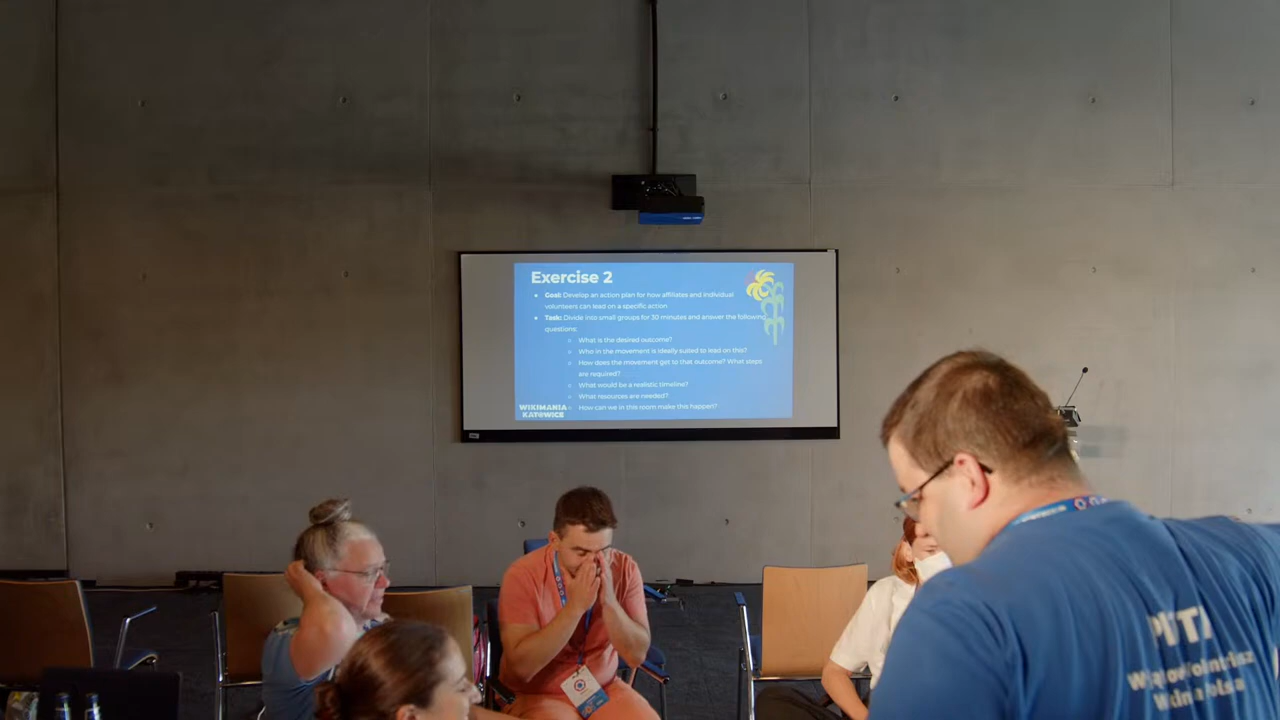 Exercise 2
Goal: Develop an action plan for how affiliates and individual
volunteers can lead on a specific action
Task: Divide into small groups for 30 minutes and answer the following
questions:
What is the desired outcome?
Who in the movement is ideally suited to lead on this?
How does the movement get to that outcome? What steps
are required?
What would be a realistic timeline?
What resources are needed?
How can we in this room make this happen?
WIKIMANIA
KATOWICE